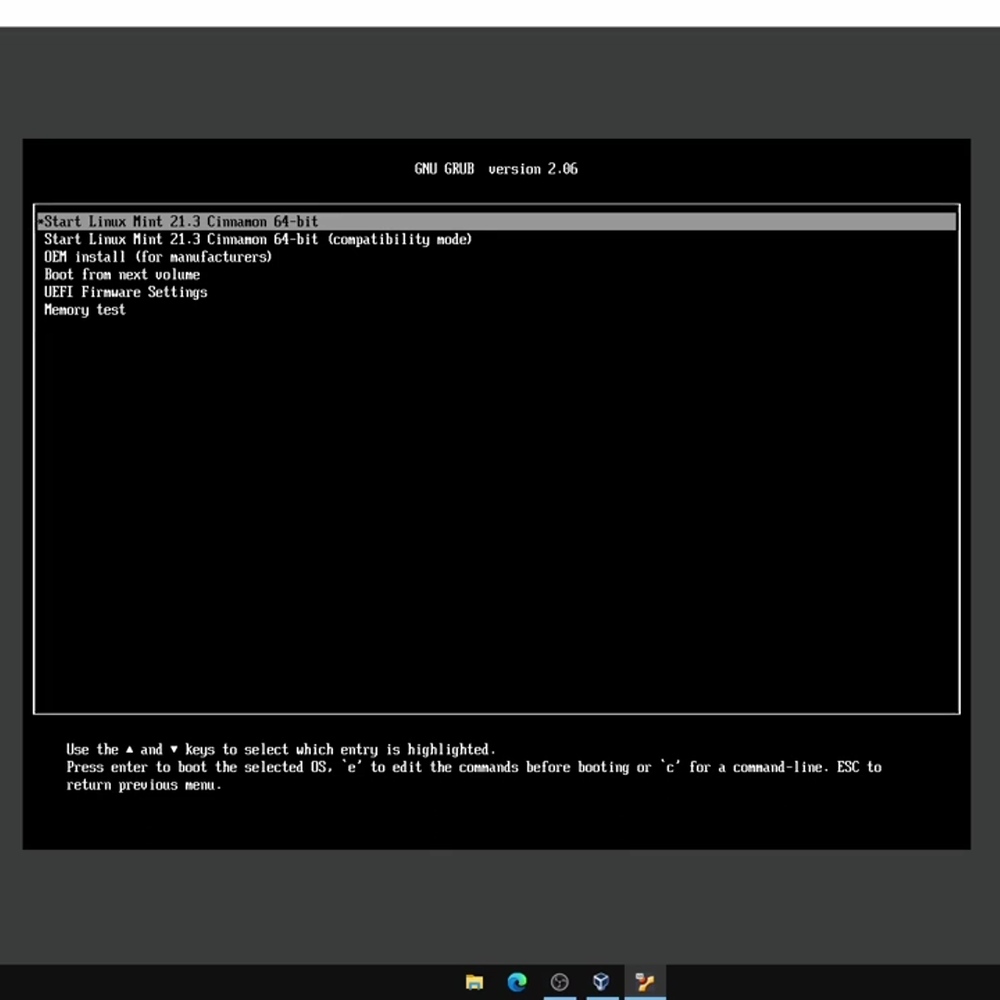 GNU GRUB  version 2.06
*Start Linux Mint 21.3 Cinnamon 64-bit
Start Linux Mint 21.3 Cinnamon 64-bit (compatibility mode)
OEM install (for manufacturers)
Boot from next volume
UEFI Firmware Settings
Memory test
Use the ▲ and ▼ keys to select which entry is highlighted.
Press enter to boot the selected OS, `e' to edit the commands before booting or `c' for a command-line. ESC to
return previous menu.